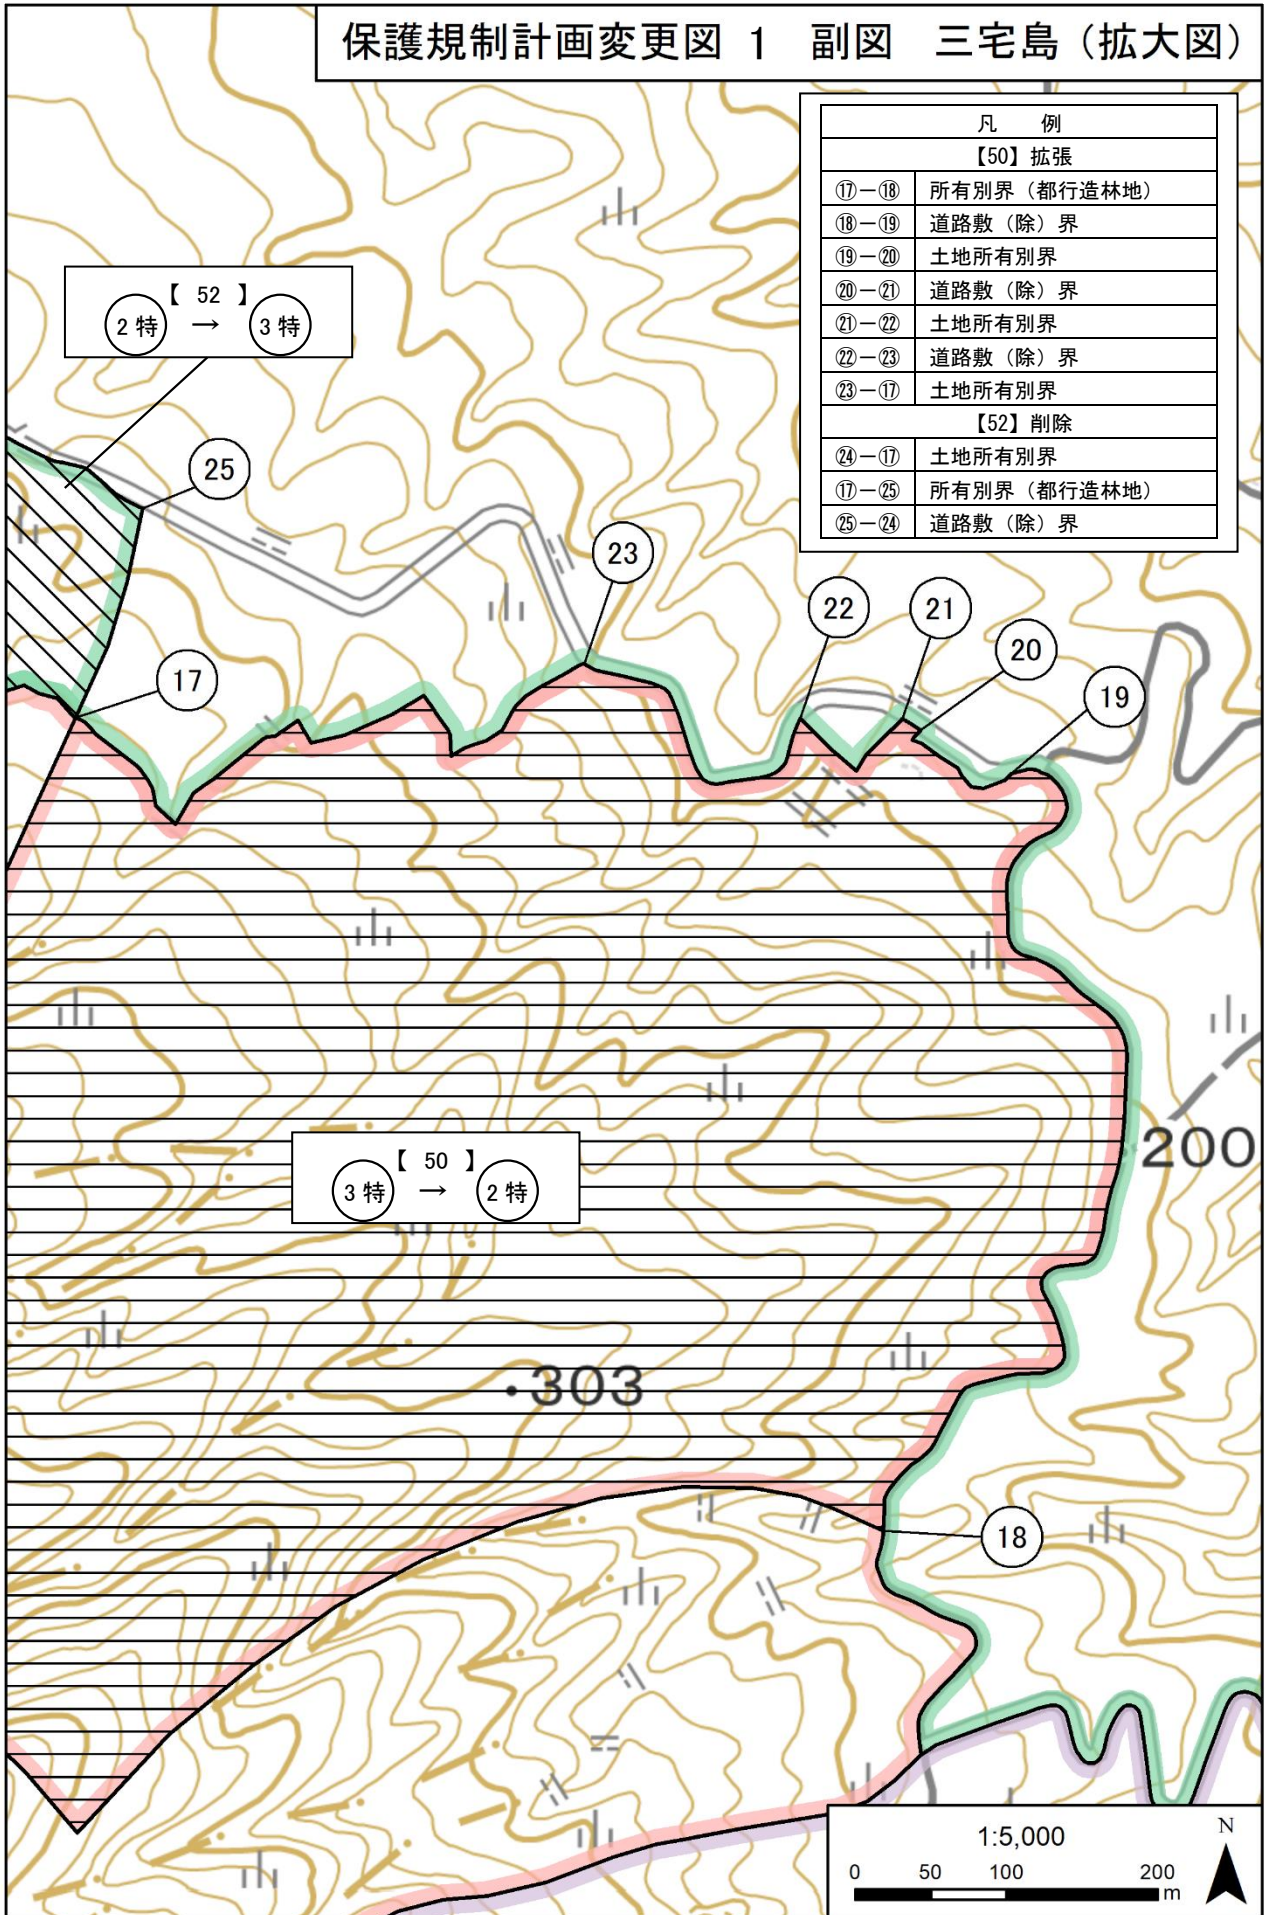 保護規制計画変更図 1 副図 三宅島（拡大図）
凡 例
【50】拡張
⑰－⑱ 所有別界（都行造林地）
⑱－⑲ 道路敷（除）界
⑲－⑳ 土地所有別界
⑳－㉑ 道路敷（除）界
㉑－㉒ 土地所有別界
㉒－㉓ 道路敷（除）界
㉓－⑰ 土地所有別界
【52】削除
㉔－⑰ 土地所有別界
⑰－㉕ 所有別界（都行造林地）
㉕－㉔ 道路敷（除）界
【 52 】
2特 → 3特
25
23
22
21
20
19
17
200
【 50 】
3特 → 2特
303
18
1:5,000
N
0 50 100 200
m